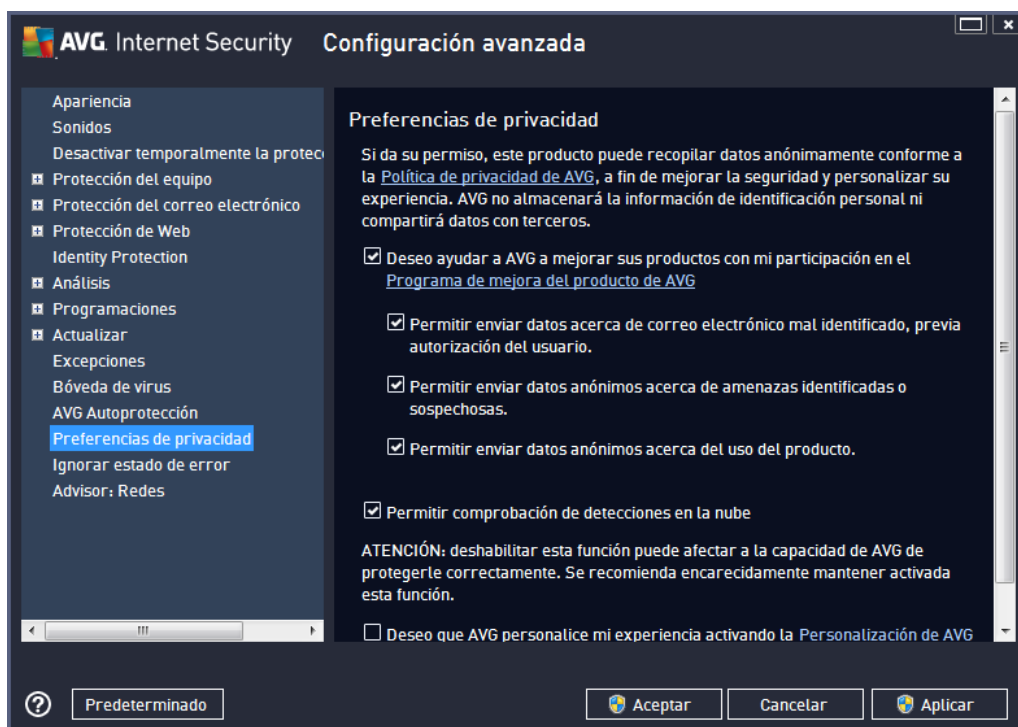 AVG. Internet Security Configuración avanzada
Apariencia
Sonidos
Desactivar temporalmente la protec
Protección del equipo
Protección del correo electrónico
Protección de Web
Identity Protection
Análisis
Programaciones
Actualizar
Excepciones
Bóveda de virus
AVG Autoprotección
Preferencias de privacidad
Ignorar estado de error
Advisor: Redes
Preferencias de privacidad
Si da su permiso, este producto puede recopilar datos anónimamente conforme a
la Política de privacidad de AVG, a fin de mejorar la seguridad y personalizar su
experiencia. AVG no almacenará la información de identificación personal ni
compartirá datos con terceros.
Deseo ayudar a AVG a mejorar sus productos con mi participación en el
Programa de mejora del producto de AVG
Permitir enviar datos acerca de correo electrónico mal identificado, previa
autorización del usuario.
Permitir enviar datos anónimos acerca de amenazas identificadas o
sospechosas.
Permitir enviar datos anónimos acerca del uso del producto.
Permitir comprobación de detecciones en la nube
ATENCIÓN: deshabilitar esta función puede afectar a la capacidad de AVG de
protegerle correctamente. Se recomienda encarecidamente mantener activada
esta función.
Deseo que AVG personalice mi experiencia activando la Personalización de AVG
? Predeterminado Aceptar Cancelar Aplicar